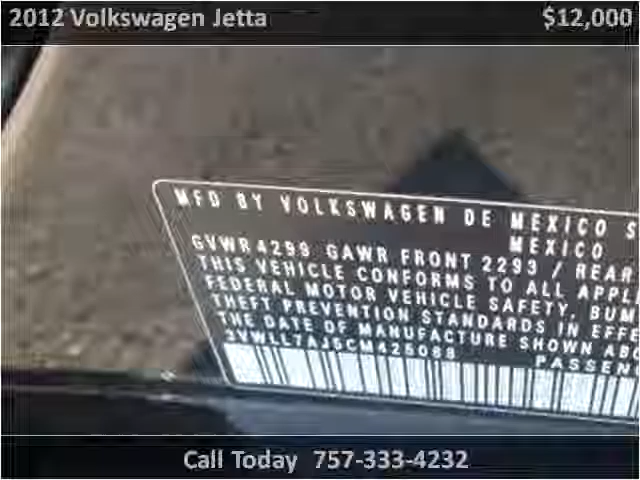 2012 Volkswagen Jetta $12,000
MFD BY VOLKSWAGEN DE MEXICO S
MEXICO
GVWR 4299 GAWR FRONT 2293 / REAR
THIS VEHICLE CONFORMS TO ALL APPL
FEDERAL MOTOR VEHICLE SAFETY, BUM
THEFT PREVENTION STANDARDS IN EFFE
THE DATE OF MANUFACTURE SHOWN ABO
3VWLL7AJ5CM425088 PASSEN
Call Today 757-333-4232